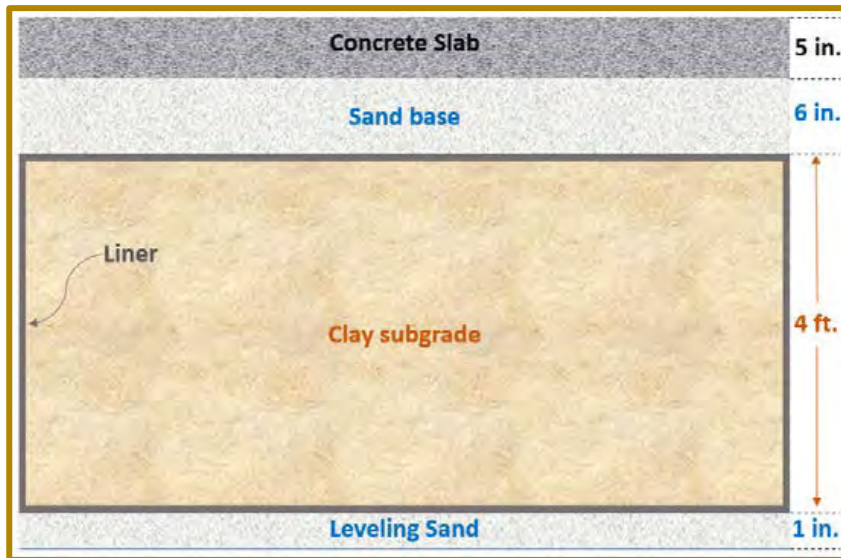 Concrete Slab
5 in.
Sand base
6 in.
Liner
Clay subgrade
4 ft.
Leveling Sand
1 in.